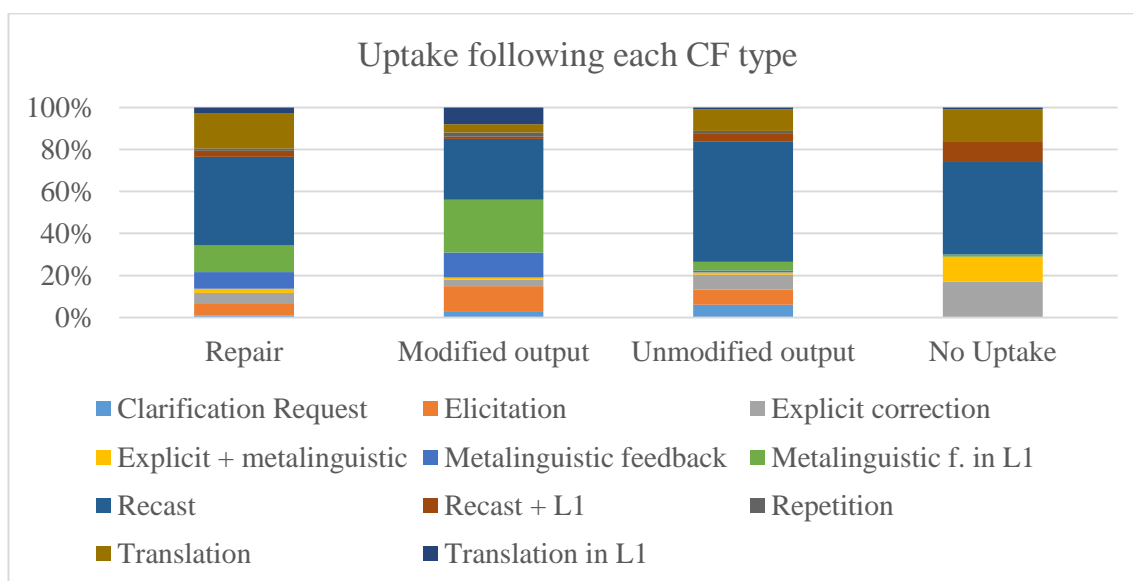 Uptake following each CF type
100%
80%
60%
40%
20%
0%
Repair Modified output Unmodified output No Uptake
Clarification Request Elicitation Explicit correction
Explicit + metalinguistic Metalinguistic feedback Metalinguistic f. in L1
Recast Recast + L1 Repetition
Translation Translation in L1